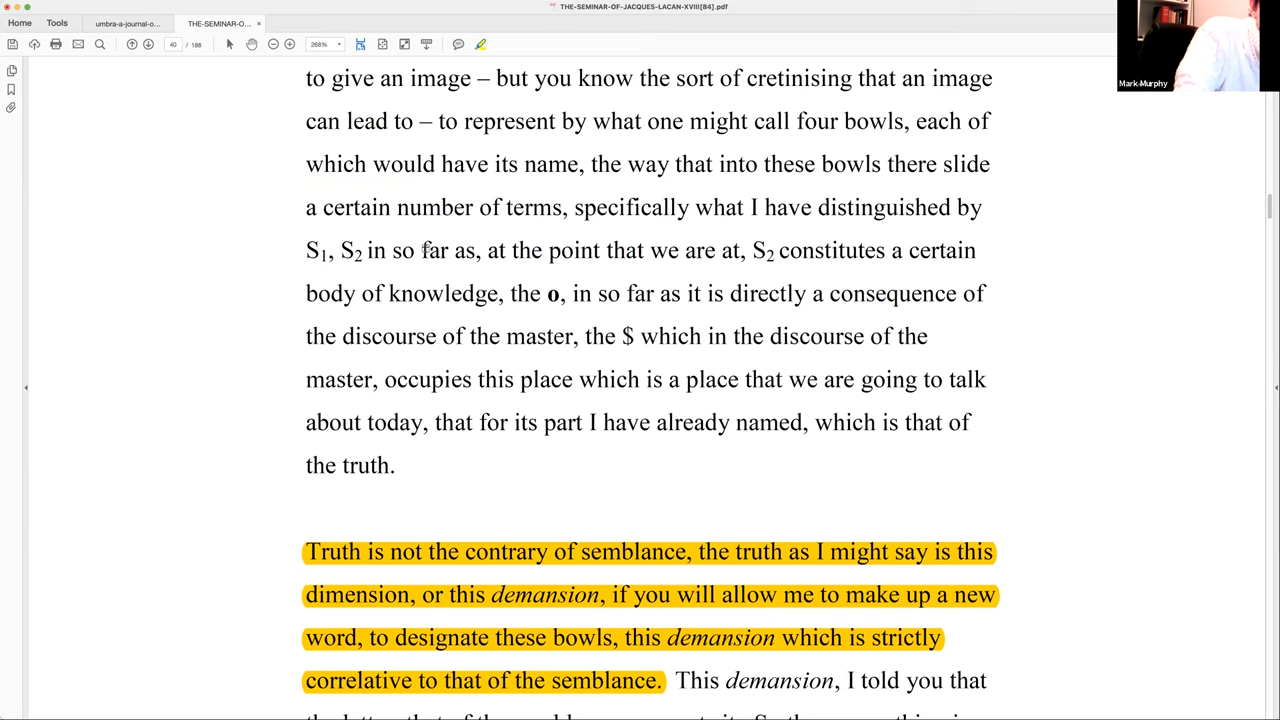 THE-SEMINAR-OF-JACQUES-LACAN-XVIII[84].pdf
Home Tools umbra-a-journal-o... THE-SEMINAR-O... ×
40 / 188 268%
Mark Murphy
to give an image – but you know the sort of cretinising that an image
can lead to – to represent by what one might call four bowls, each of
which would have its name, the way that into these bowls there slide
a certain number of terms, specifically what I have distinguished by
S1, S2 in so far as, at the point that we are at, S2 constitutes a certain
body of knowledge, the o, in so far as it is directly a consequence of
the discourse of the master, the $ which in the discourse of the
master, occupies this place which is a place that we are going to talk
about today, that for its part I have already named, which is that of
the truth.
Truth is not the contrary of semblance, the truth as I might say is this
dimension, or this demansion, if you will allow me to make up a new
word, to designate these bowls, this demansion which is strictly
correlative to that of the semblance. This demansion, I told you that